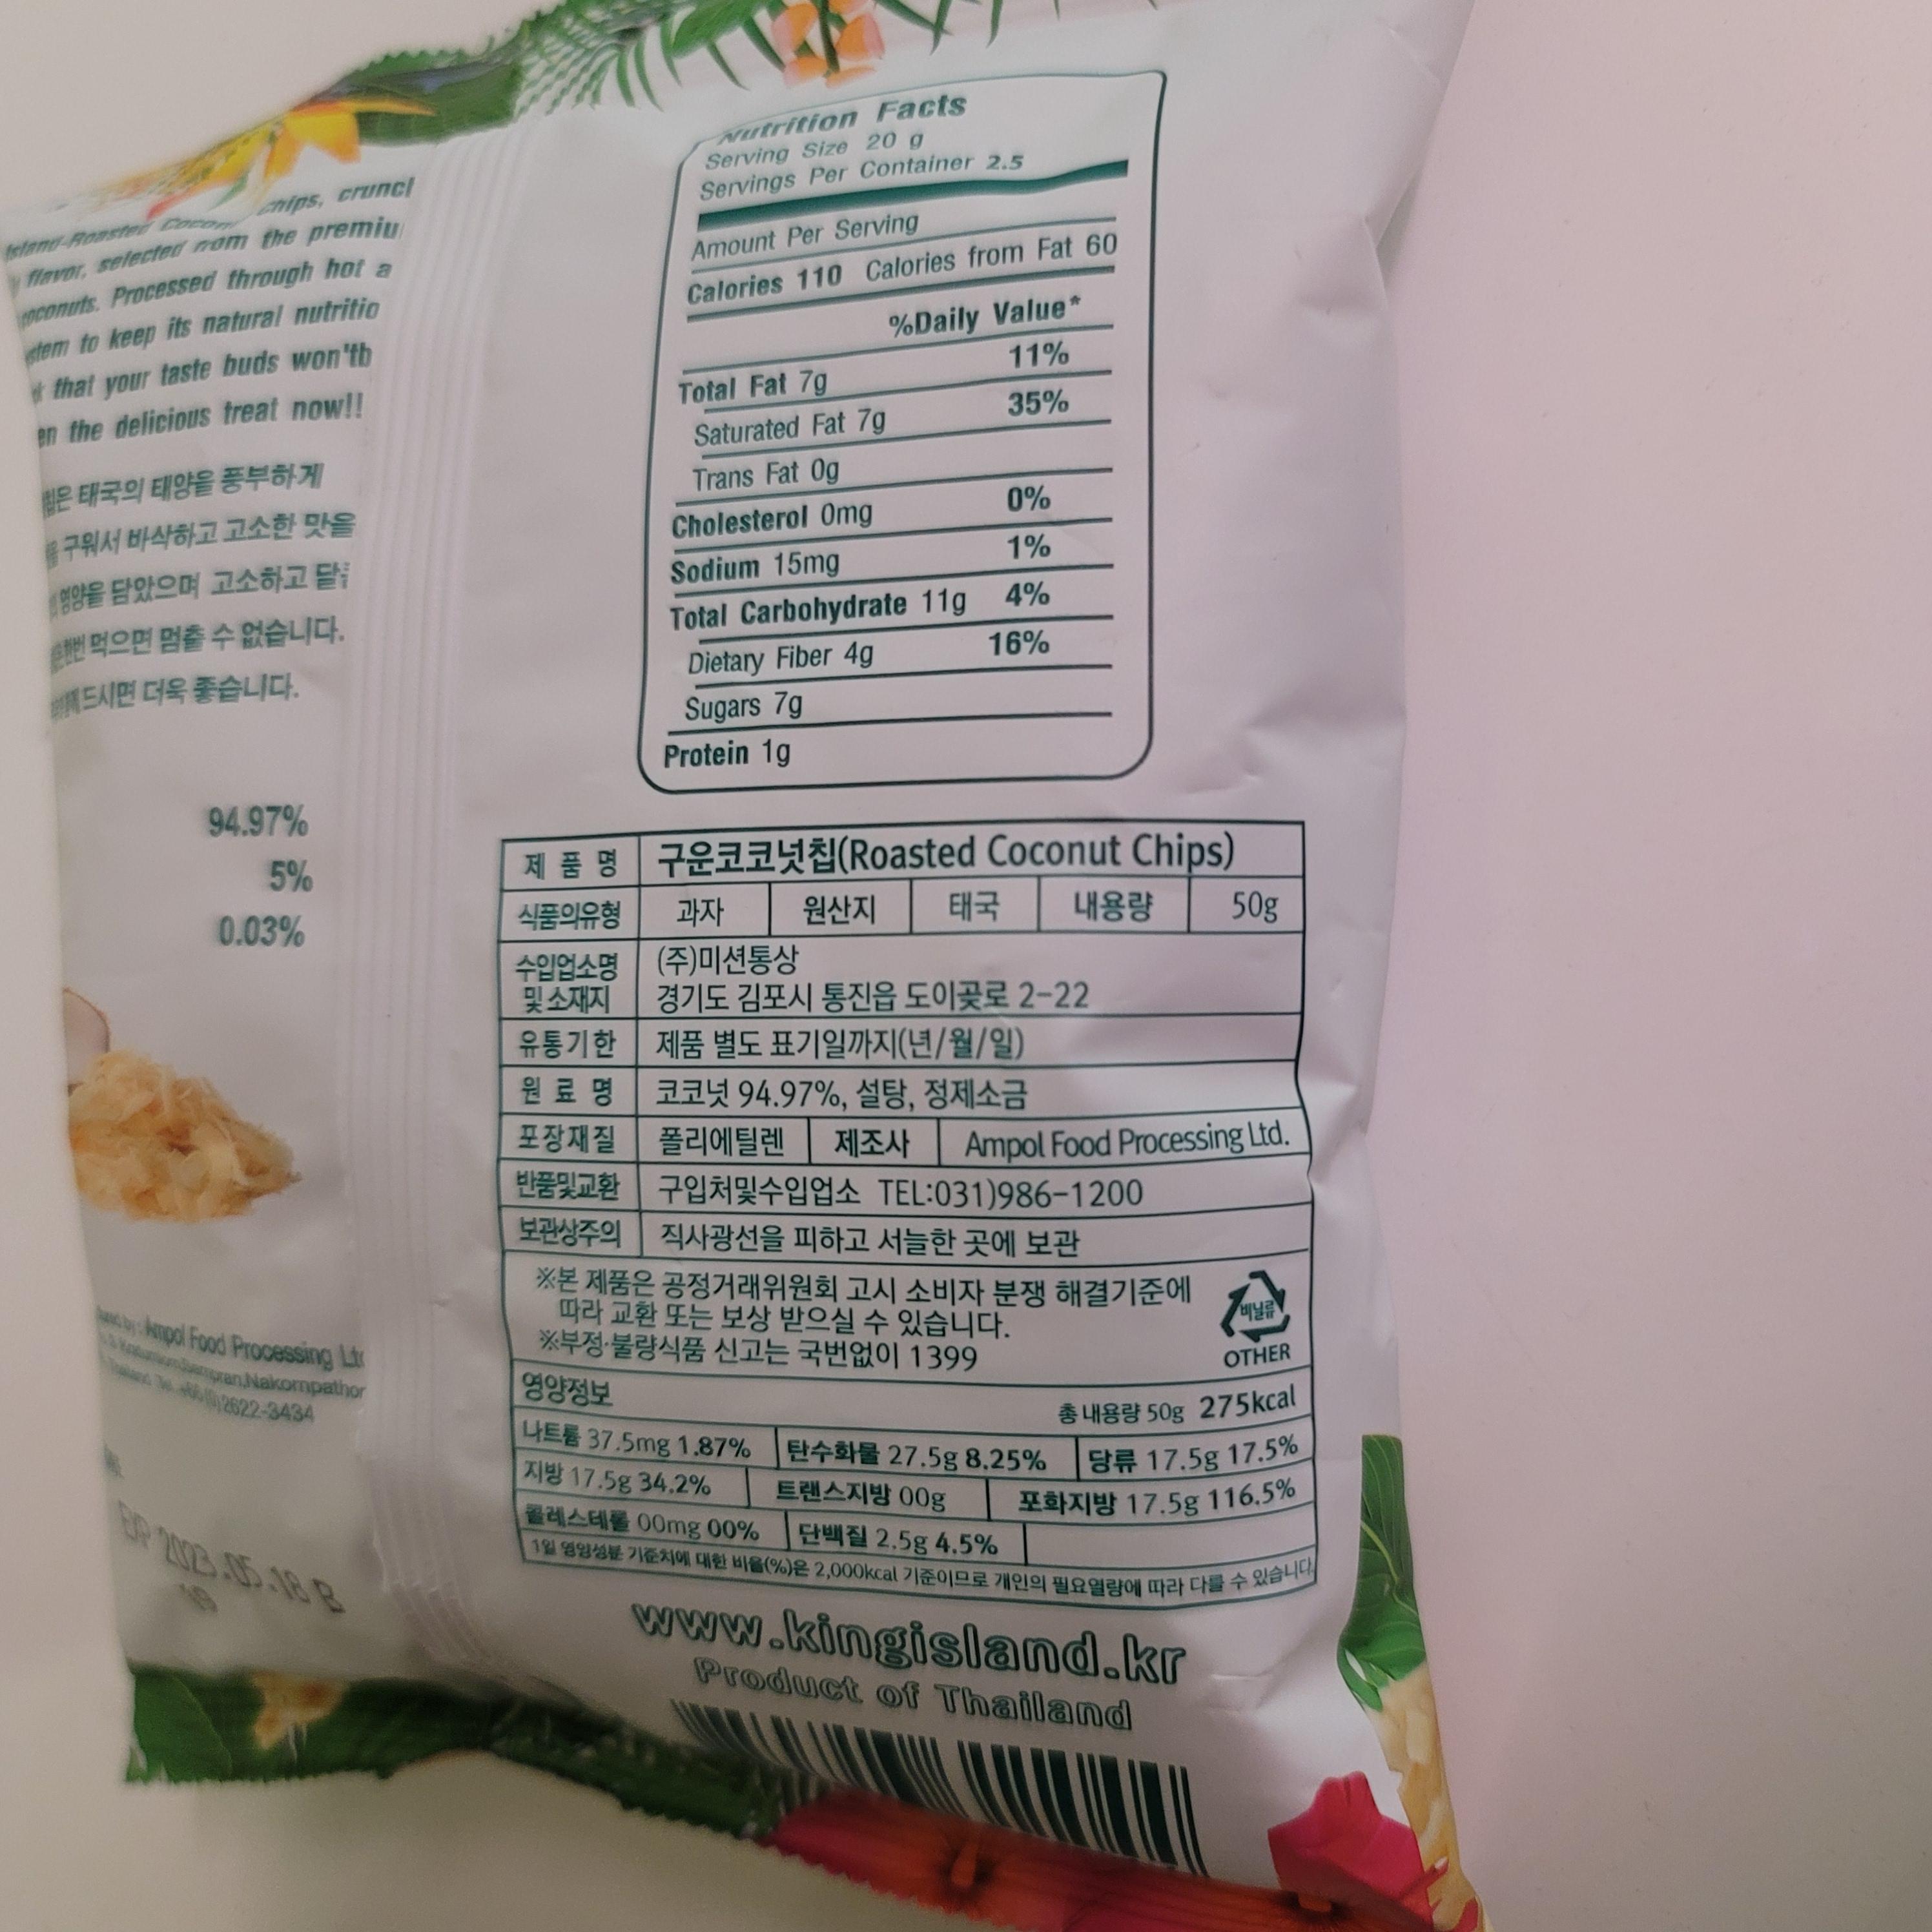 Island-Roasted Coconut chips,
flavor, selected from the
Processed through hot
to keep its natural
that your taste buds won'tb
the delicious treat now!!
태국의 태양을 풍부하게
구워서 바삭하고 고소한 맛을
영양을 담았으며 고소하고
먹으면 멈출 수 없습니다.
드시면 더욱 좋습니다.
94.97%
5%
0.03%
Ampol Food Processing
2622-3434
EXP 2023.05.18 B
Nutrition Facts
Serving Size 20 g
Servings Per Container 2.5
Amount Per Serving
Calories 110 Calories from Fat 60
%Daily Value*
Total Fat 7g 11%
Saturated Fat 7g 35%
Trans Fat 0g
Cholesterol 0mg 0%
Sodium 15mg 1%
Total Carbohydrate 11g 4%
Dietary Fiber 4g 16%
Sugars 7g
Protein 1g
제 품 명 구운코코넛칩(Roasted Coconut Chips)
식품의유형 과자 원산지 태국 내용량 50g
수입업소명 (주)미션통상
및 소재지 경기도 김포시 통진읍 도이곶로 2-22
유통기한 제품 별도 표기일까지(년/월/일)
원 료 명 코코넛 94.97%, 설탕, 정제소금
포장재질 폴리에틸렌 제조사 Ampol Food Processing Ltd.
반품및교환 구입처및수입업소 TEL:031)986-1200
보관상주의 직사광선을 피하고 서늘한 곳에 보관
※본 제품은 공정거래위원회 고시 소비자 분쟁 해결기준에
따라 교환 또는 보상 받으실 수 있습니다.
※부정·불량식품 신고는 국번없이 1399
비닐류
OTHER
영양정보 총 내용량 50g 275kcal
나트륨 37.5mg 1.87% 탄수화물 27.5g 8.25% 당류 17.5g 17.5%
지방 17.5g 34.2% 트랜스지방 00g 포화지방 17.5g 116.5%
콜레스테롤 00mg 00% 단백질 2.5g 4.5%
1일 영양성분 기준치에 대한 비율(%)은 2,000kcal 기준이므로 개인의 필요열량에 따라 다를 수 있습니다.
www.kingisland.kr
Product of Thailand